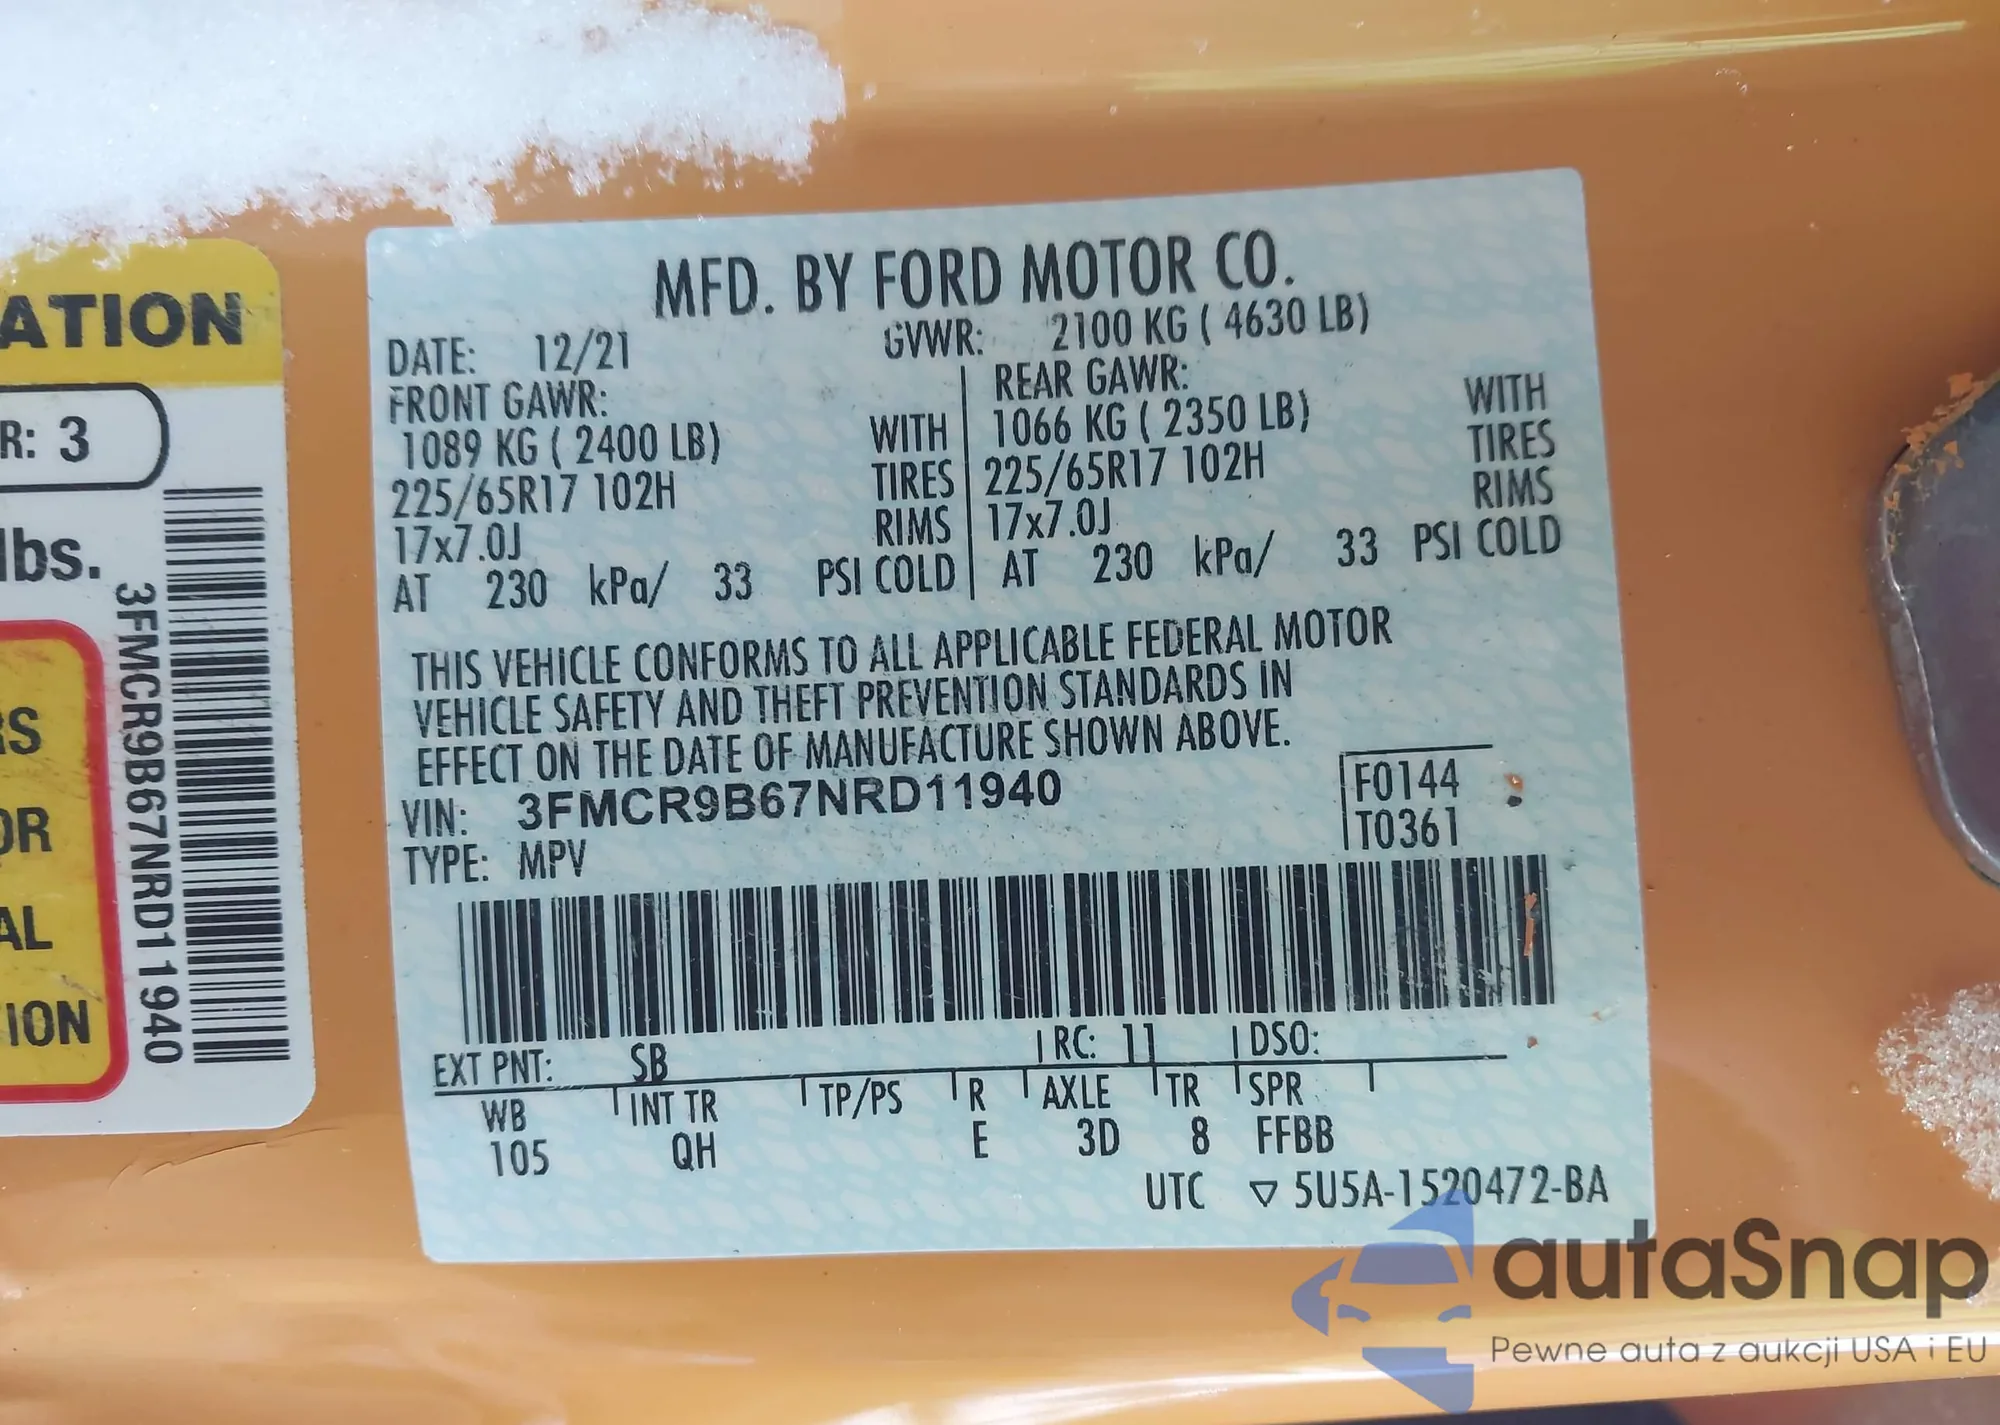 ATION
R: 3
lbs.
RS
OR
AL
ION
3FMCR9B67NRD11940
MFD. BY FORD MOTOR CO.
DATE: 12/21 GVWR: 2100 KG ( 4630 LB)
FRONT GAWR: REAR GAWR:
1089 KG ( 2400 LB) WITH 1066 KG ( 2350 LB) WITH
225/65R17 102H TIRES 225/65R17 102H TIRES
17x7.0J RIMS 17x7.0J RIMS
AT 230 kPa/ 33 PSI COLD AT 230 kPa/ 33 PSI COLD
THIS VEHICLE CONFORMS TO ALL APPLICABLE FEDERAL MOTOR
VEHICLE SAFETY AND THEFT PREVENTION STANDARDS IN
EFFECT ON THE DATE OF MANUFACTURE SHOWN ABOVE.
VIN: 3FMCR9B67NRD11940 F0144
TYPE: MPV T0361
EXT PNT: SB RC: 11 DSO:
WB INT TR TP/PS R AXLE TR SPR
105 QH E 3D 8 FFBB
UTC ▽ 5U5A-1520472-BA
autaSnap
Pewne auta z aukcji USA i EU